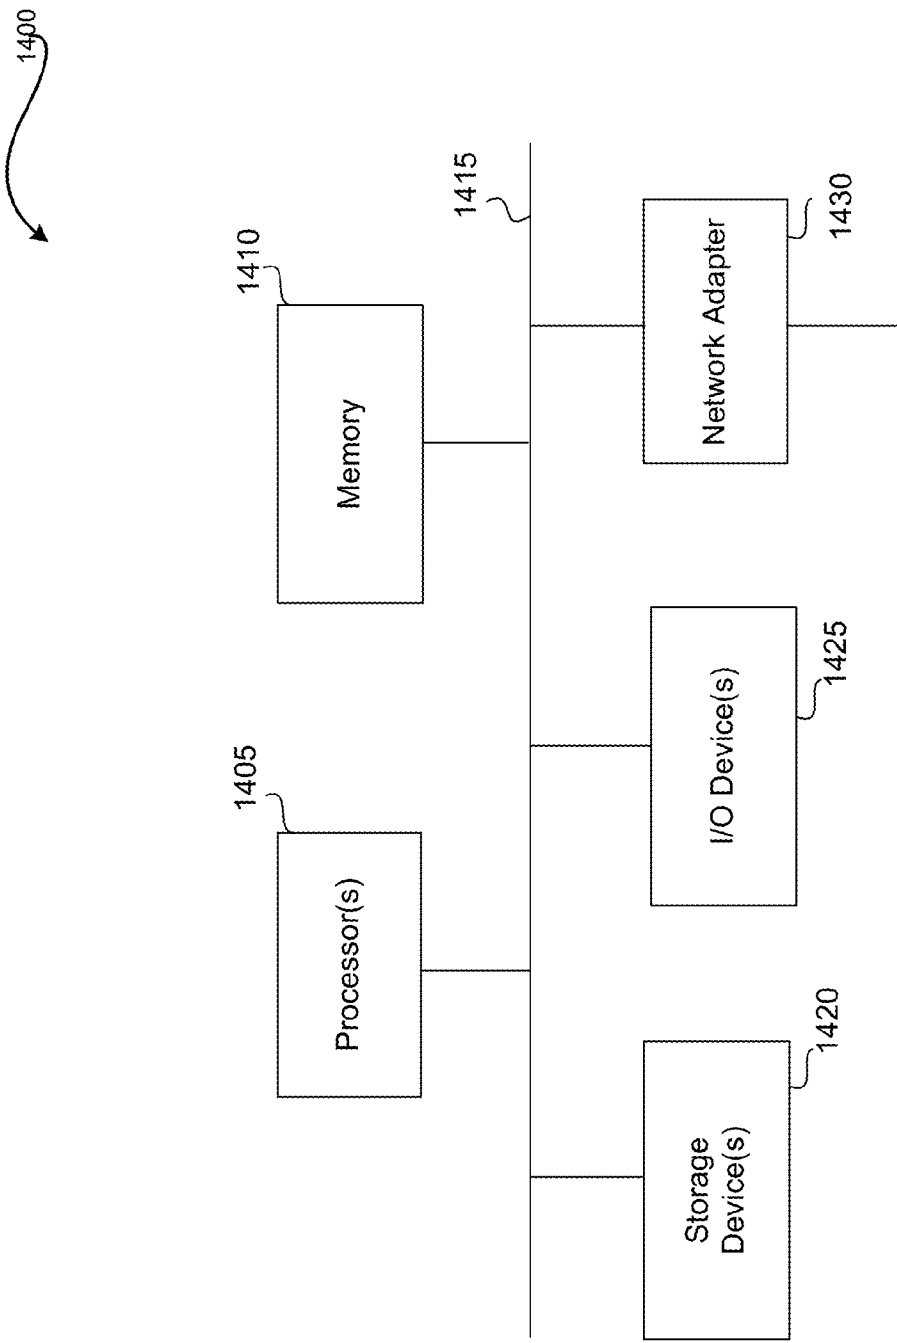 1400
1405
Processor(s)
1410
Memory
1415
Storage
Device(s)
1420
I/O Device(s)
1425
Network Adapter
1430